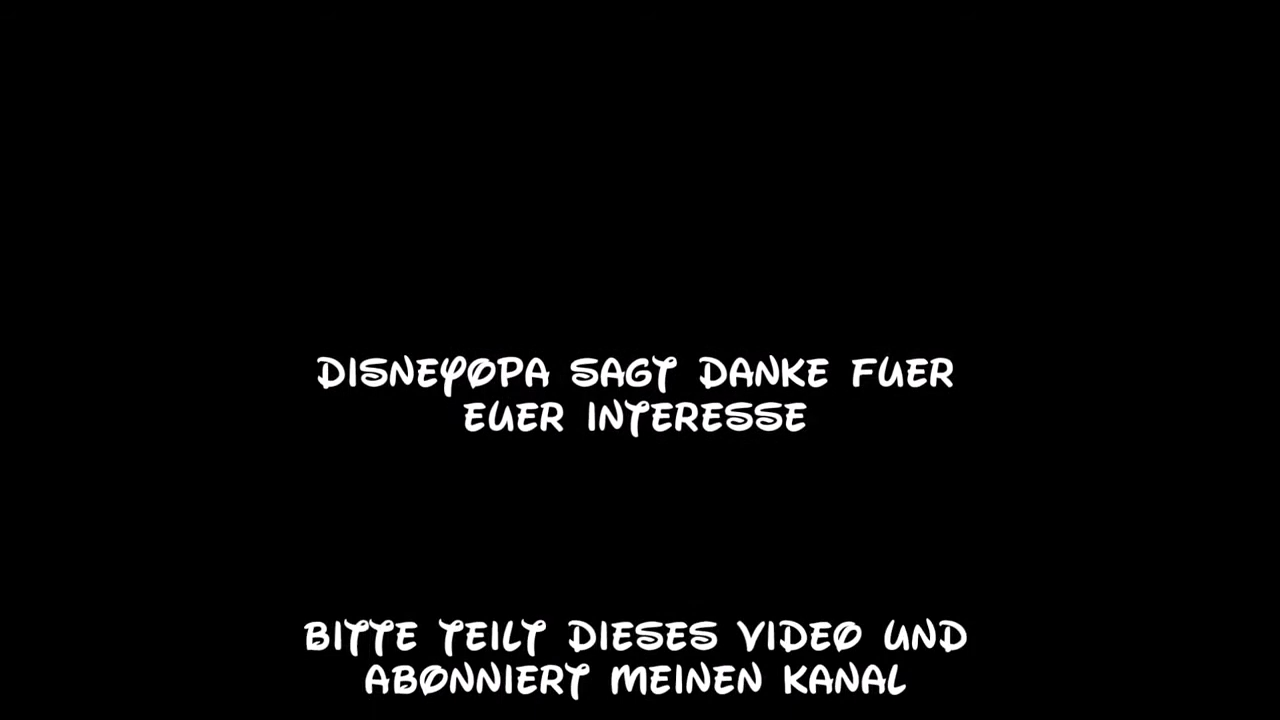 DISNEYOPA SAGT DANKE FUER
EUER INTERESSE
BITTE TEILT DIESES VIDEO UND
ABONNIERT MEINEN KANAL